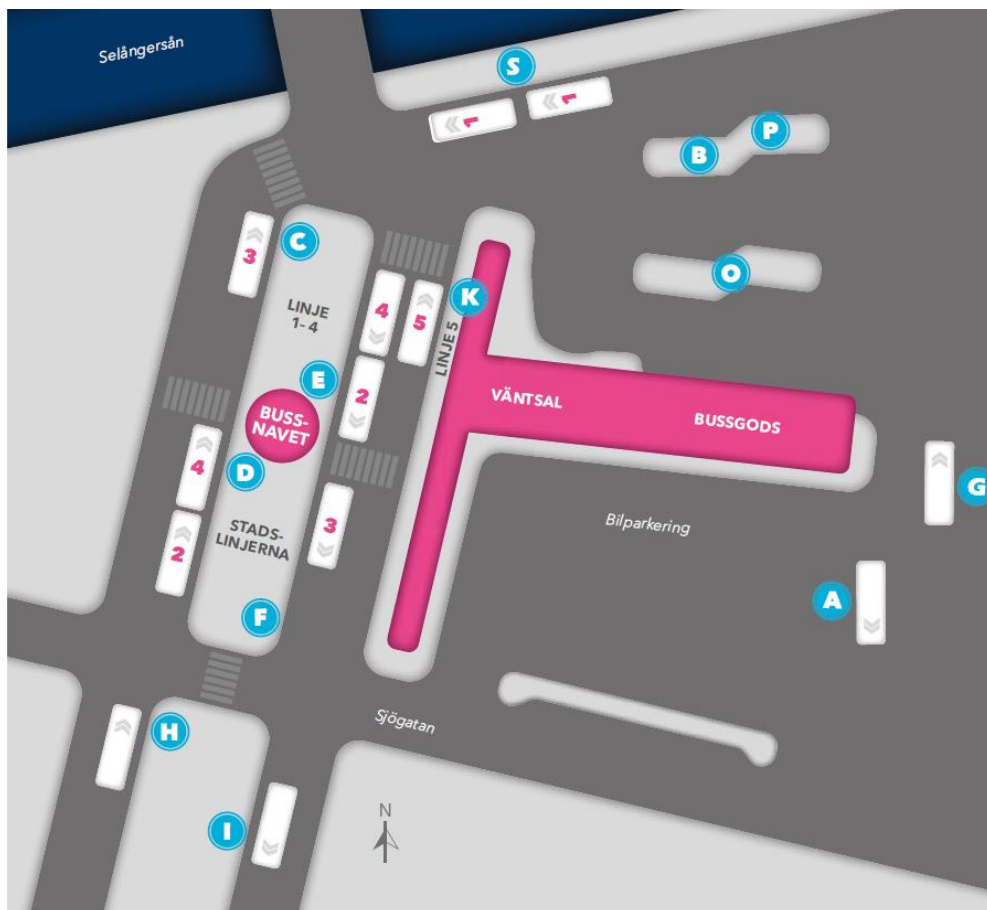 Selångersån
S
1
1
P
B
C
3
O
K
4
5
LINJE
1-4
LINJE 5
E
2
BUSS-
NAVET
VÄNTSAL
BUSSGODS
D
4
G
STADS-
LINJERNA
3
Bilparkering
2
A
F
H
Sjögatan
I
N